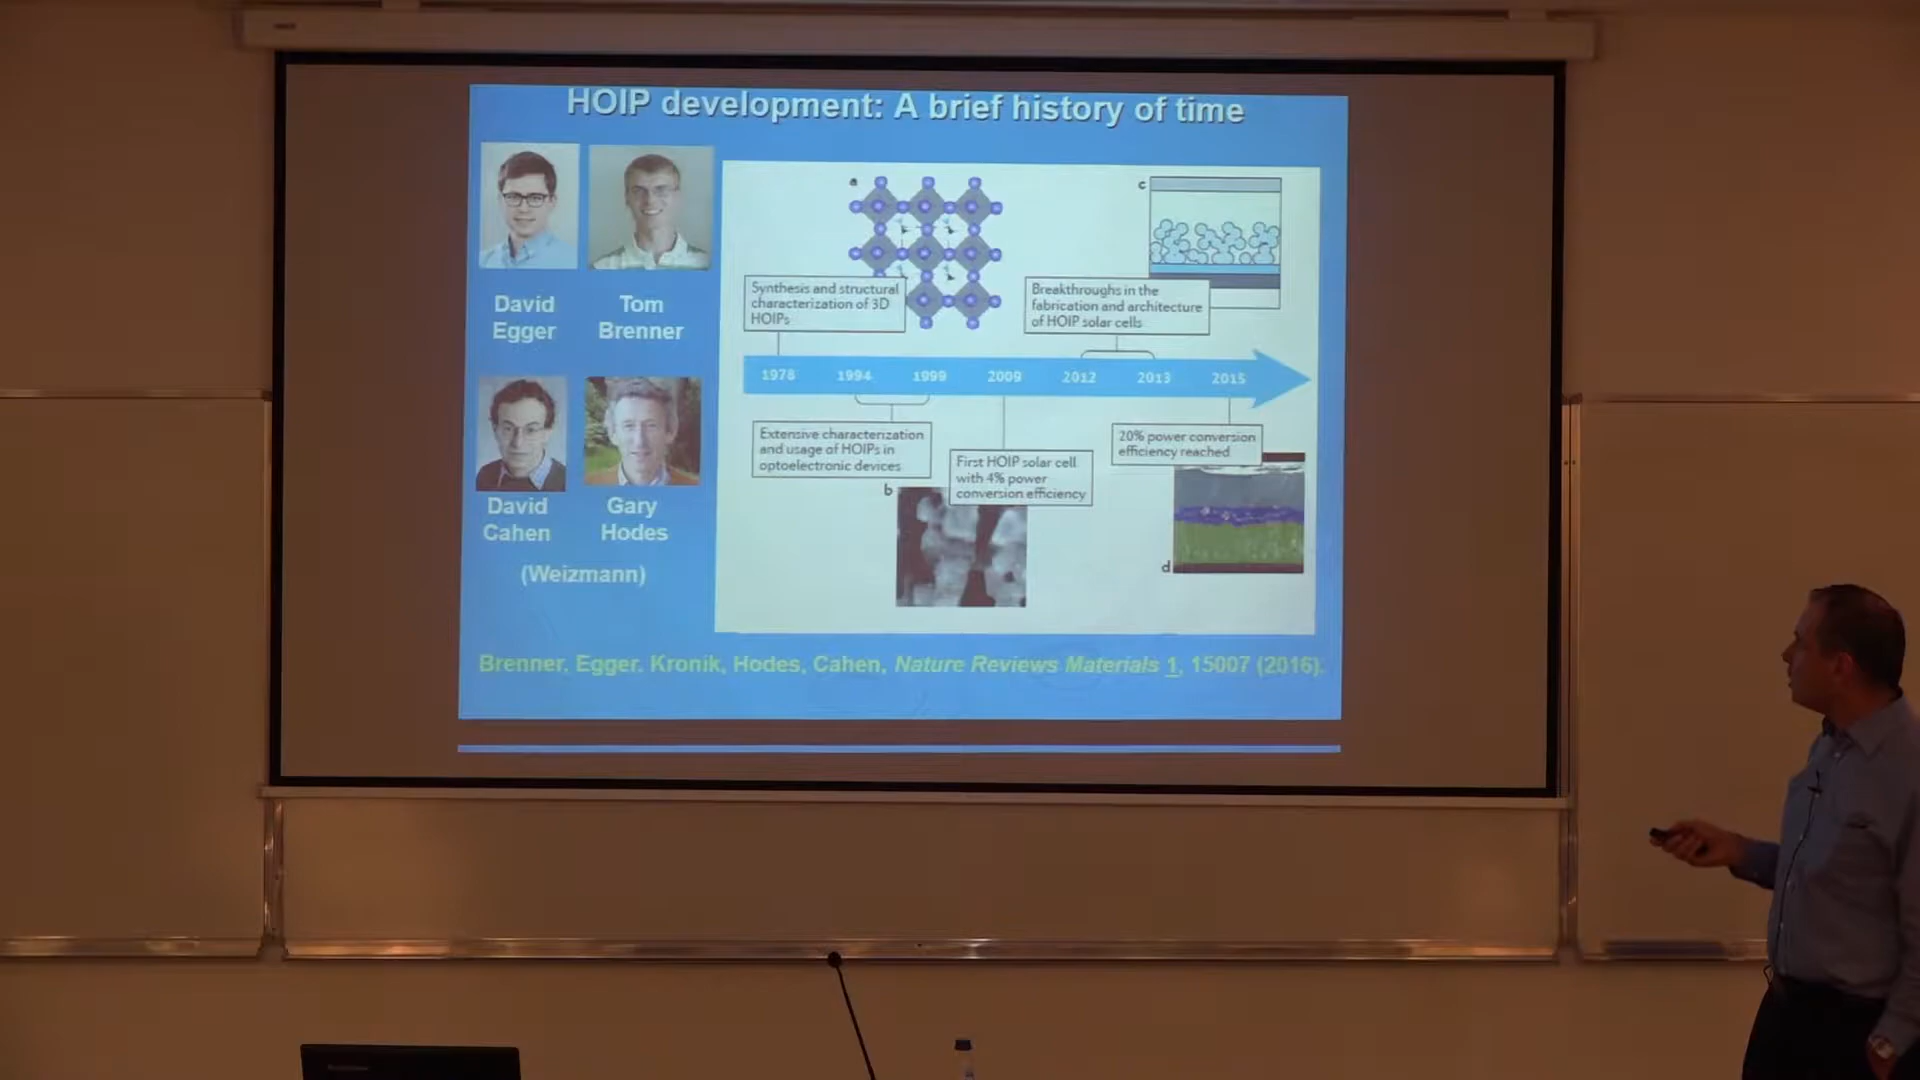 HOIP development: A brief history of time
David
Egger
Tom
Brenner
David
Cahen
Gary
Hodes
(Weizmann)
a
c
Synthesis and structural
characterization of 3D
HOIPs
Breakthroughs in the
fabrication and architecture
of HOIP solar cells
1978 1994 1999 2009 2012 2013 2015
Extensive characterization
and usage of HOIPs in
optoelectronic devices
First HOIP solar cell
with 4% power
conversion efficiency
20% power conversion
efficiency reached
b
d
Brenner, Egger, Kronik, Hodes, Cahen, Nature Reviews Materials 1, 15007 (2016).